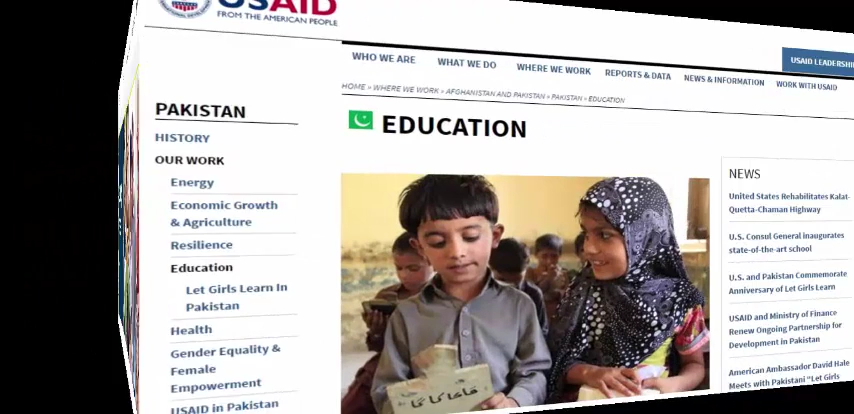 USAID
FROM THE AMERICAN PEOPLE
USAID LEADERSHIP
WHO WE ARE
WHAT WE DO
WHERE WE WORK
REPORTS & DATA
NEWS & INFORMATION
WORK WITH USAID
HOME » WHERE WE WORK » AFGHANISTAN AND PAKISTAN » PAKISTAN » EDUCATION
PAKISTAN
HISTORY
OUR WORK
Energy
Economic Growth
& Agriculture
Resilience
Education
Let Girls Learn In
Pakistan
Health
Gender Equality &
Female
Empowerment
USAID in Pakistan
EDUCATION
NEWS
United States Rehabilitates Kalat-
Quetta-Chaman Highway
U.S. Consul General inaugurates
state-of-the-art school
U.S. and Pakistan Commemorate
Anniversary of Let Girls Learn
USAID and Ministry of Finance
Renew Ongoing Partnership for
Development in Pakistan
American Ambassador David Hale
Meets with Pakistani "Let Girls